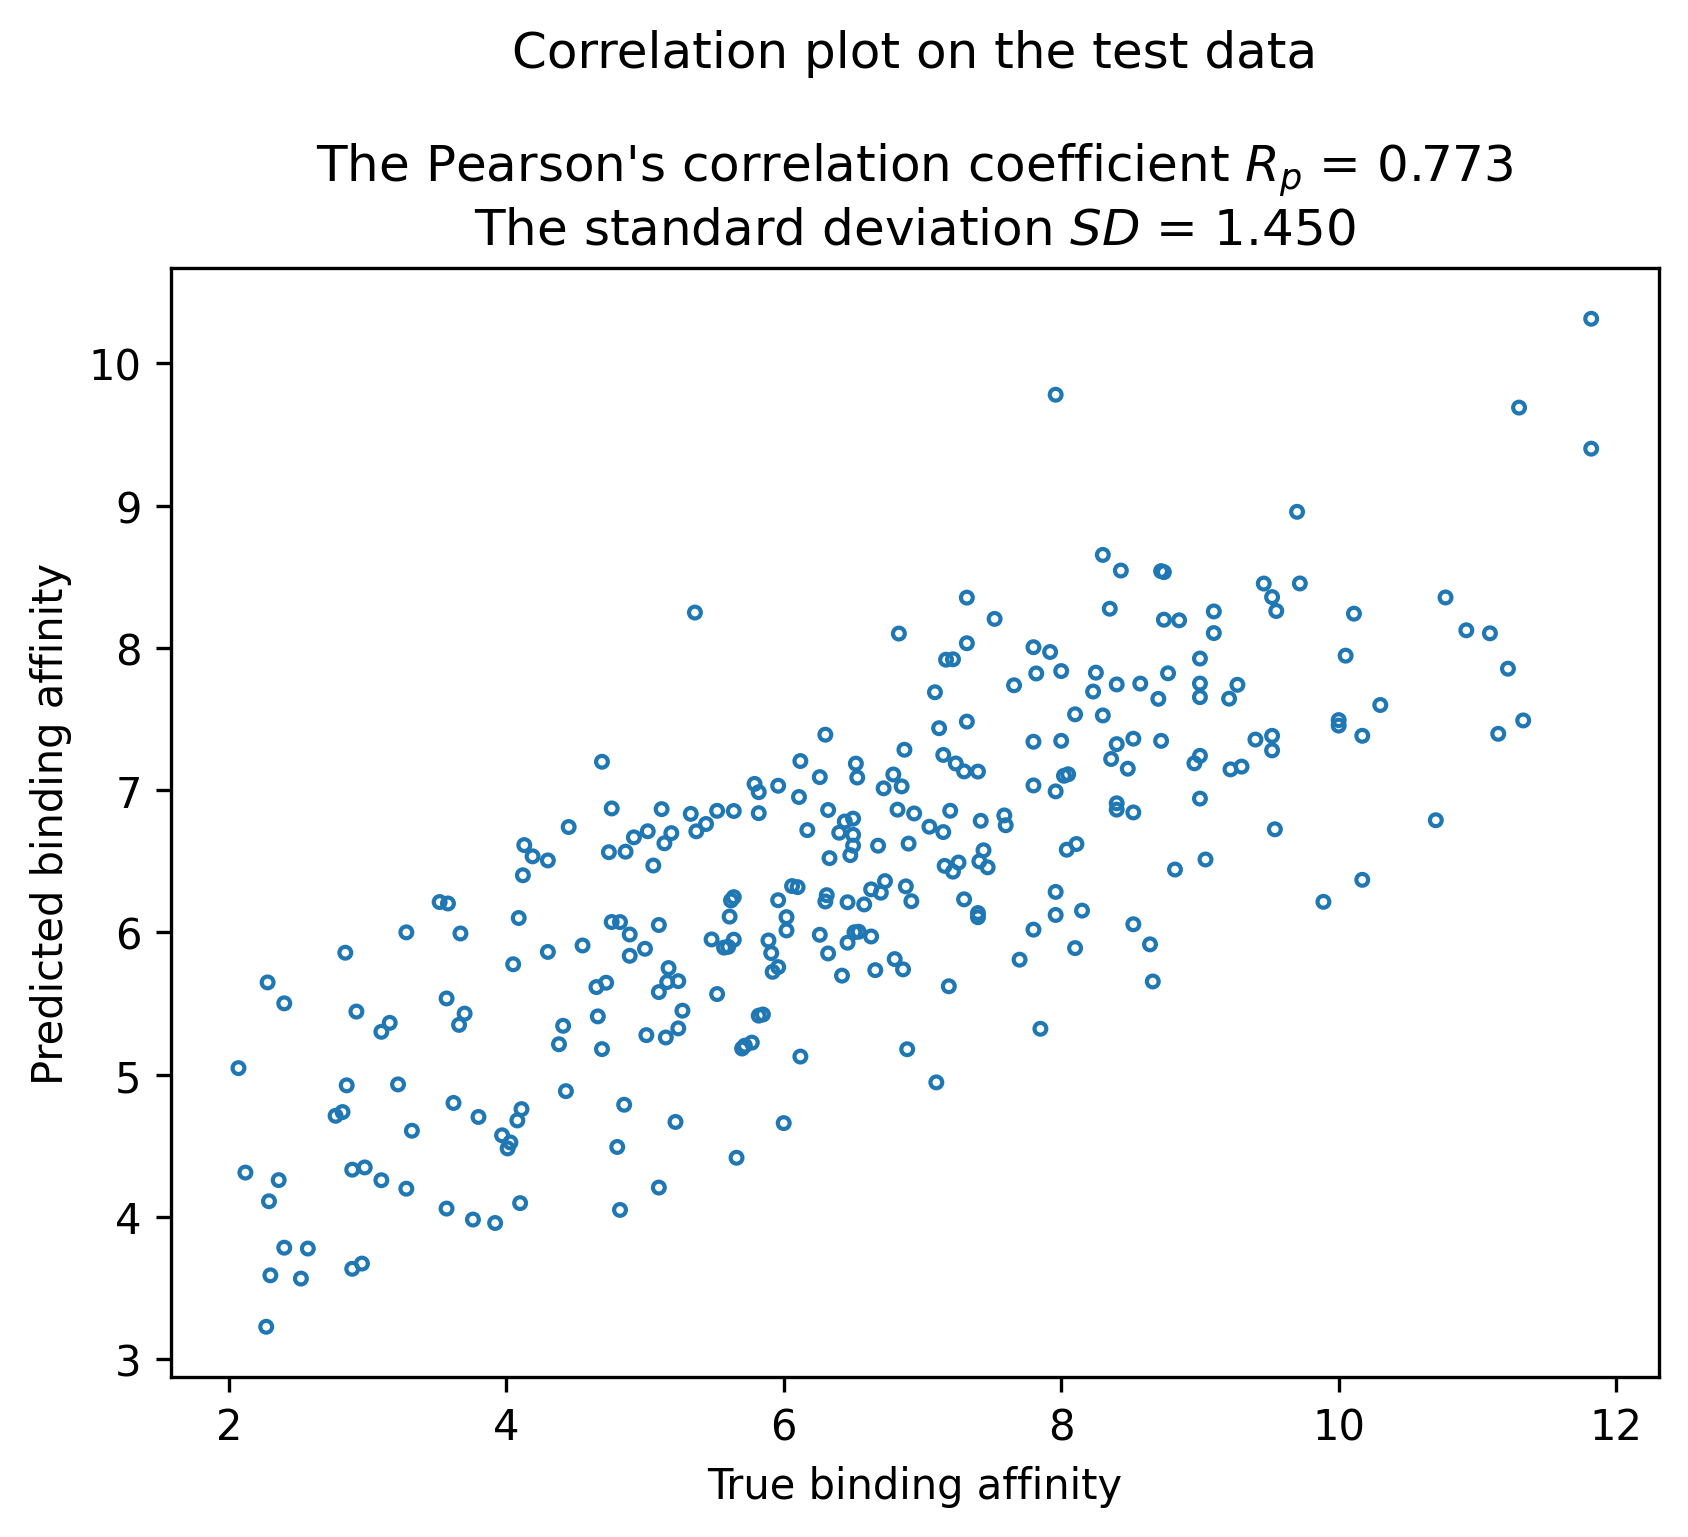 Correlation plot on the test data
The Pearson's correlation coefficient Rₚ = 0.773
The standard deviation SD = 1.450
10
9
8
7
6
5
4
3
Predicted binding affinity
2 4 6 8 10 12
True binding affinity